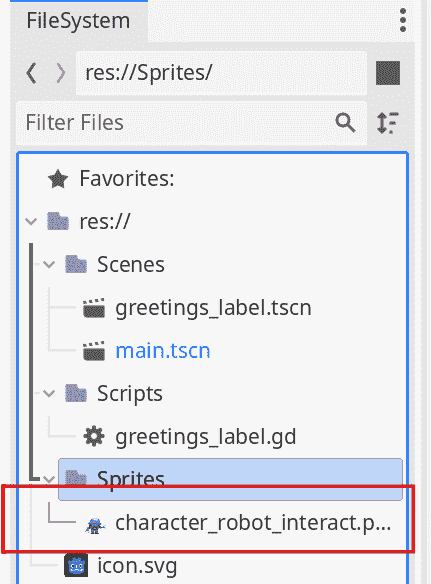 FileSystem
res://Sprites/
Filter Files
Favorites:
res://
Scenes
greetings_label.tscn
main.tscn
Scripts
greetings_label.gd
Sprites
character_robot_interact.p...
icon.svg